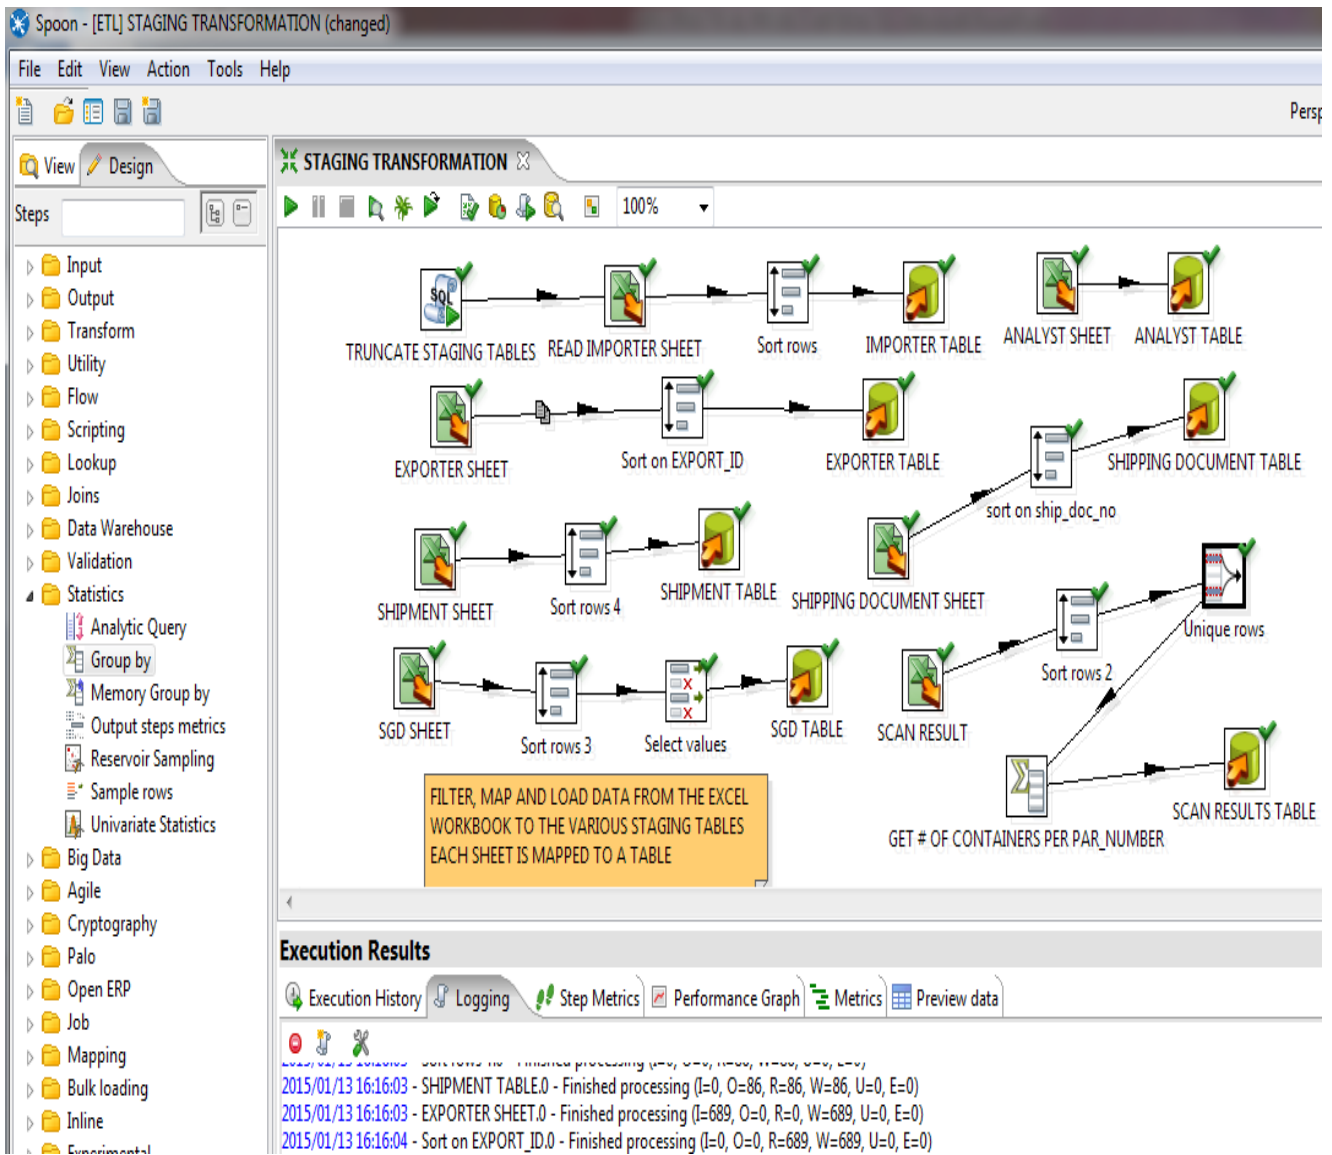 Spoon - [ETL] STAGING TRANSFORMATION (changed)
File Edit View Action Tools Help
Persp
View Design
STAGING TRANSFORMATION
Steps
100%
Input
Output
Transform
Utility
Flow
Scripting
Lookup
Joins
Data Warehouse
Validation
Statistics
Analytic Query
Group by
Memory Group by
Output steps metrics
Reservoir Sampling
Sample rows
Univariate Statistics
Big Data
Agile
Cryptography
Palo
Open ERP
Job
Mapping
Bulk loading
Inline
Experimental
SQL
TRUNCATE STAGING TABLES
READ IMPORTER SHEET
Sort rows
IMPORTER TABLE
ANALYST SHEET
ANALYST TABLE
EXPORTER SHEET
Sort on EXPORT_ID
EXPORTER TABLE
SHIPPING DOCUMENT TABLE
sort on ship_doc_no
SHIPMENT SHEET
Sort rows 4
SHIPMENT TABLE
SHIPPING DOCUMENT SHEET
Unique rows
Sort rows 2
SGD SHEET
Sort rows 3
Select values
SGD TABLE
SCAN RESULT
SCAN RESULTS TABLE
GET # OF CONTAINERS PER PAR_NUMBER
FILTER, MAP AND LOAD DATA FROM THE EXCEL
WORKBOOK TO THE VARIOUS STAGING TABLES
EACH SHEET IS MAPPED TO A TABLE
Execution Results
Execution History Logging Step Metrics Performance Graph Metrics Preview data
2015/01/13 16:16:03 - SHIPMENT TABLE.0 - Finished processing (I=0, O=86, R=86, W=86, U=0, E=0)
2015/01/13 16:16:03 - EXPORTER SHEET.0 - Finished processing (I=689, O=0, R=0, W=689, U=0, E=0)
2015/01/13 16:16:04 - Sort on EXPORT_ID.0 - Finished processing (I=0, O=0, R=689, W=689, U=0, E=0)